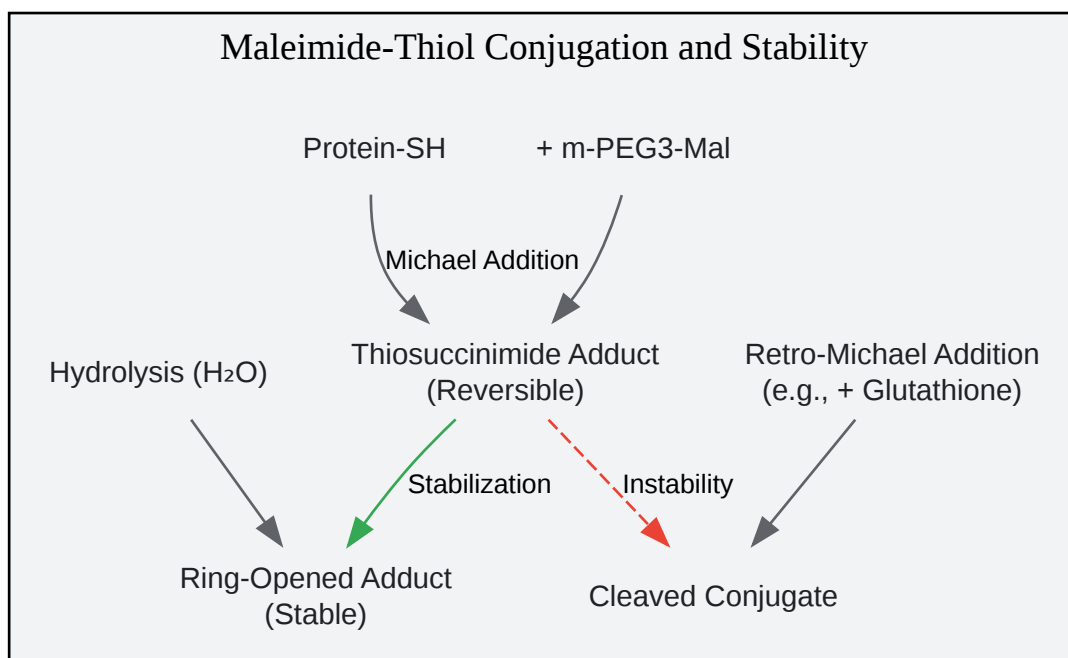 Maleimide-Thiol Conjugation and Stability
Protein-SH
+ m-PEG3-Mal
Michael Addition
Hydrolysis (H₂O)
Thiosuccinimide Adduct
(Reversible)
Retro-Michael Addition
(e.g., + Glutathione)
Stabilization
Instability
Ring-Opened Adduct
(Stable)
Cleaved Conjugate